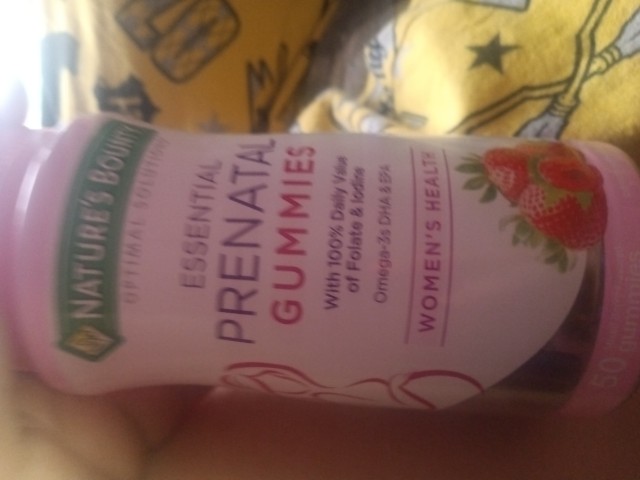 NATURE'S BOUNTY
OPTIMAL SOLUTIONS
ESSENTIAL
PRENATAL
GUMMIES
With 100% Daily Value
of Folate & Iodine
Omega-3s DHA & EPA
WOMEN'S HEALTH
50